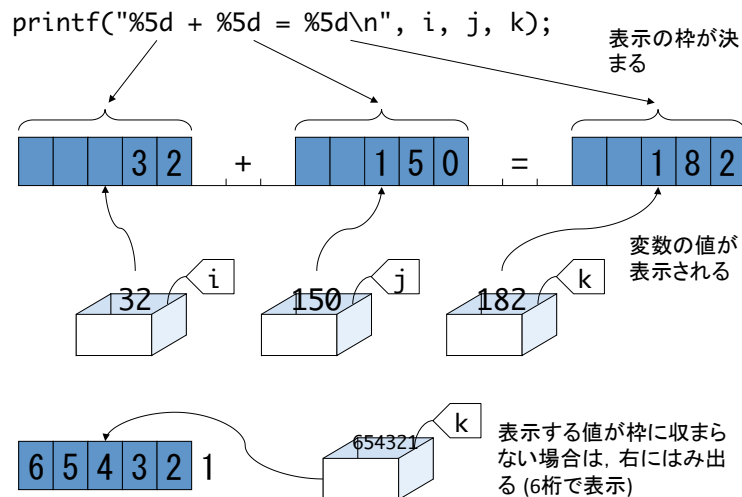 printf("%5d + %5d = %5d\n", i, j, k);
表示の枠が決
まる
3 2 + 1 5 0 = 1 8 2
変数の値が
表示される
32 i 150 j 182 k
654321 k
6 5 4 3 2 1
表示する値が枠に収まら
ない場合は, 右にはみ出
る (6桁で表示)